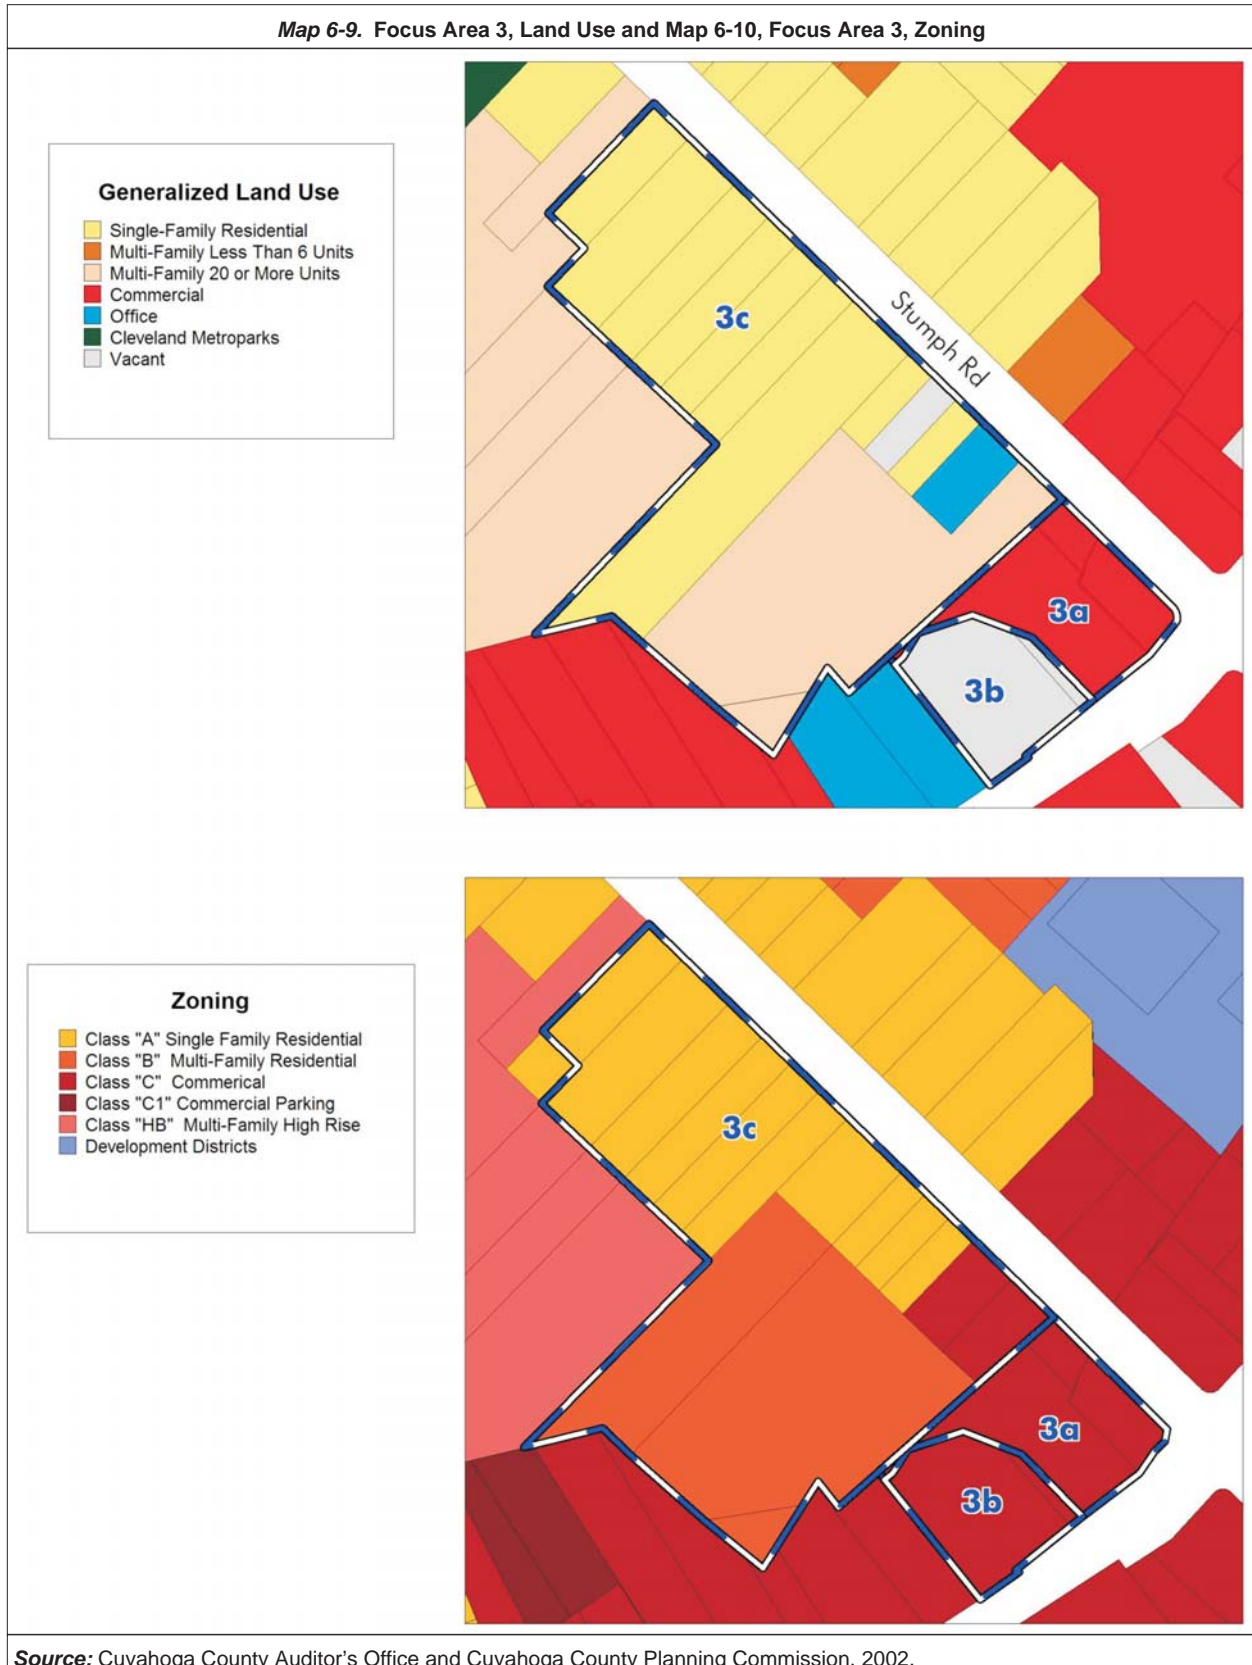 Map 6-9. Focus Area 3, Land Use and Map 6-10, Focus Area 3, Zoning
Generalized Land Use
Single-Family Residential
Multi-Family Less Than 6 Units
Multi-Family 20 or More Units
Commercial
Office
Cleveland Metroparks
Vacant
3c
Stumph Rd
3a
3b
Zoning
Class "A" Single Family Residential
Class "B" Multi-Family Residential
Class "C" Commerical
Class "C1" Commercial Parking
Class "HB" Multi-Family High Rise
Development Districts
3c
3a
3b
Source: Cuyahoga County Auditor's Office and Cuyahoga County Planning Commission, 2002.